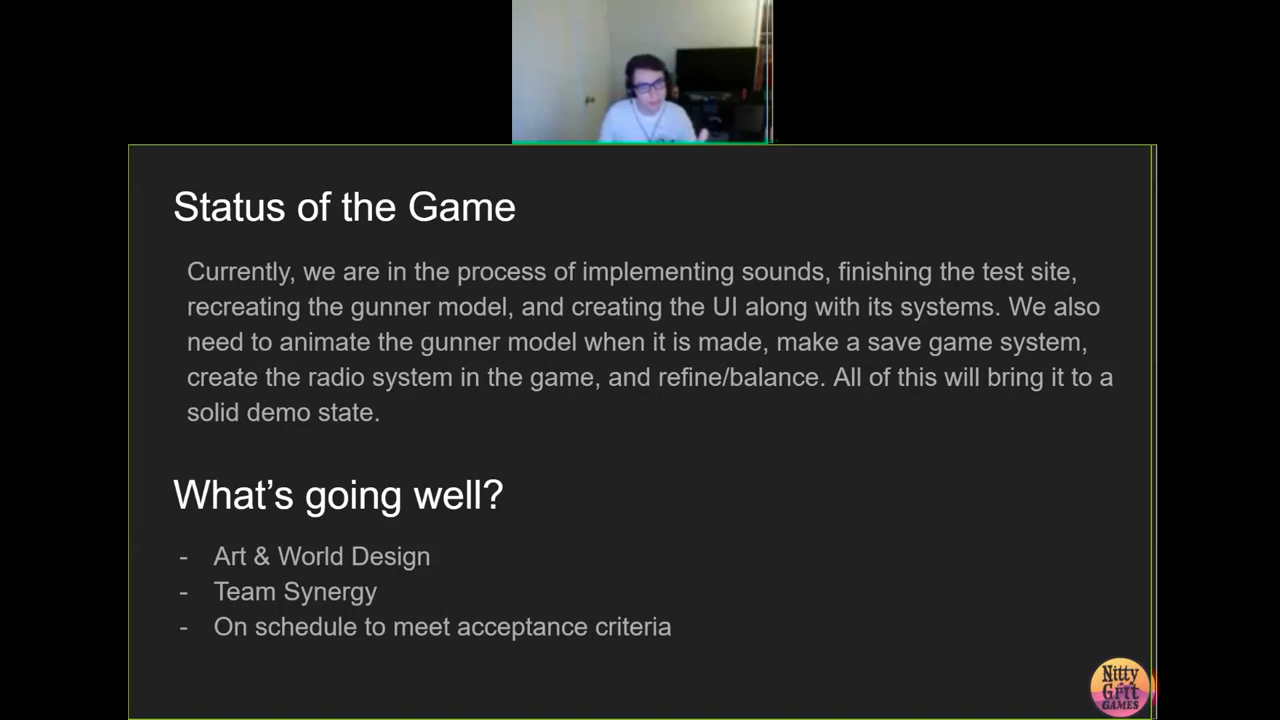 Status of the Game
Currently, we are in the process of implementing sounds, finishing the test site,
recreating the gunner model, and creating the UI along with its systems. We also
need to animate the gunner model when it is made, make a save game system,
create the radio system in the game, and refine/balance. All of this will bring it to a
solid demo state.
What’s going well?
- Art & World Design
- Team Synergy
- On schedule to meet acceptance criteria
Nitty
Grit
GAMES